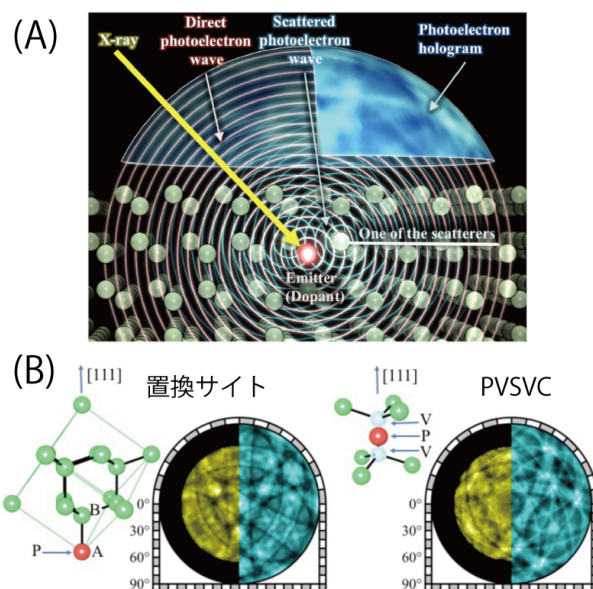 (A)
X-ray
Direct
photoelectron
wave
Scattered
photoelectron
wave
Photoelectron
hologram
One of the scatterers
Emitter
(Dopant)
(B)
[111]
置換サイト
B
P
A
0°
30°
60°
90°
[111]
PVSVC
V
P
V
0°
30°
60°
90°